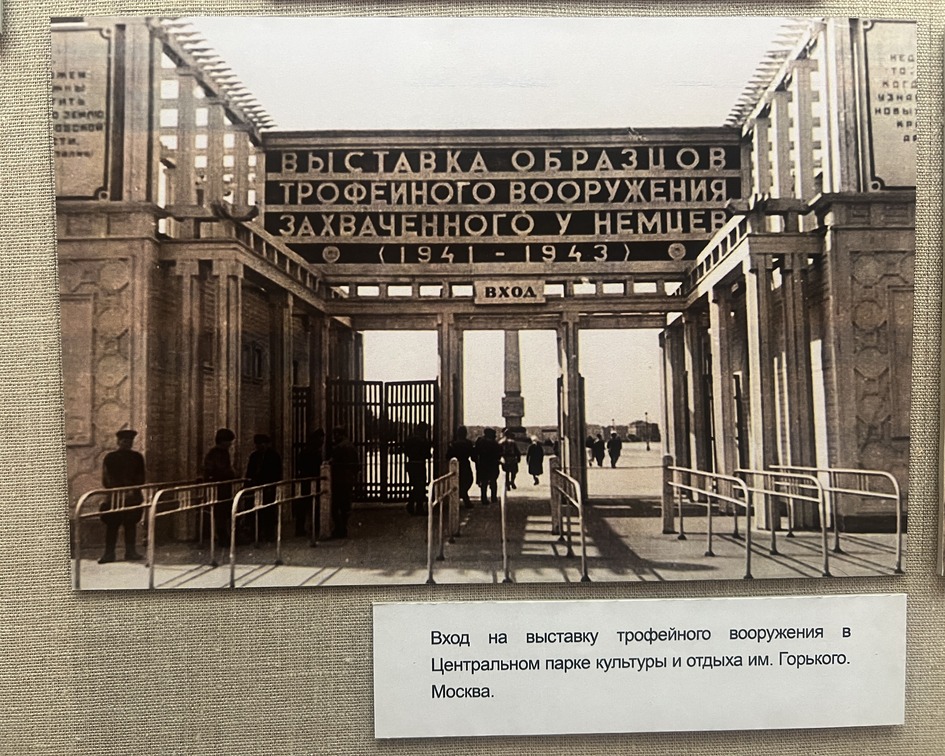 ВЫСТАВКА ОБРАЗЦОВ
ТРОФЕЙНОГО ВООРУЖЕНИЯ
ЗАХВАЧЕННОГО У НЕМЦЕВ
(1941 - 1943)
ВХОД
Вход на выставку трофейного вооружения в
Центральном парке культуры и отдыха им. Горького.
Москва.